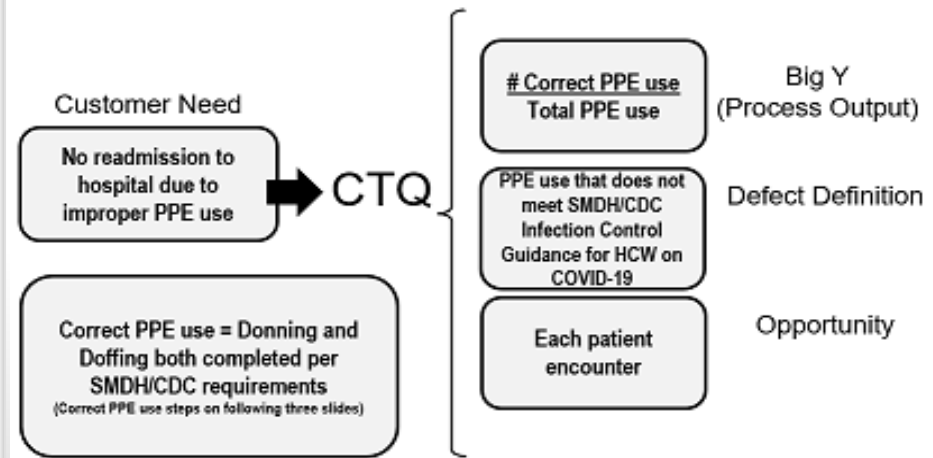 Customer Need
No readmission to
hospital due to
improper PPE use
CTQ
# Correct PPE use
Total PPE use
Big Y
(Process Output)
PPE use that does not
meet SMDH/CDC
Infection Control
Guidance for HCW on
COVID-19
Defect Definition
Each patient
encounter
Opportunity
Correct PPE use = Donning and
Doffing both completed per
SMDH/CDC requirements
(Correct PPE use steps on following three slides)